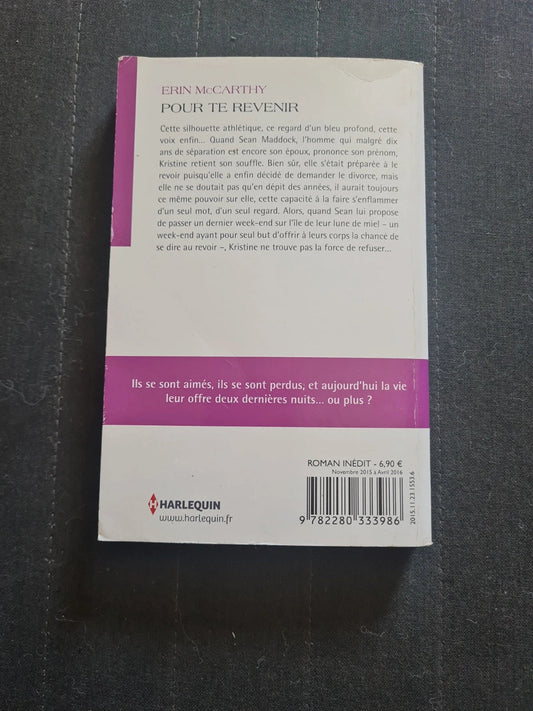 ERIN McCARTHY
POUR TE REVENIR
Cette silhouette athlétique, ce regard d'un bleu profond, cette
voix enfin... Quand Sean Maddock, l'homme qui malgré dix
ans de séparation est encore son époux, prononce son prénom,
Kristine retient son souffle. Bien sûr, elle s'était préparée à le
revoir puisqu'elle a enfin décidé de demander le divorce, mais
elle ne se doutait pas qu'en dépit des années, il aurait toujours
ce même pouvoir sur elle, cette capacité à la faire s'enflammer
d'un seul mot, d'un seul regard. Alors, quand Sean lui propose
de passer un dernier week-end sur l'île de leur lune de miel – un
week-end ayant pour seul but d'offrir à leurs corps la chance de
se dire au revoir –, Kristine ne trouve pas la force de refuser...
Ils se sont aimés, ils se sont perdus, et aujourd'hui la vie
leur offre deux dernières nuits... ou plus ?
ROMAN INÉDIT - 6,90 €
Novembre 2015 à Avril 2016
2015.11.23.1553.6
H
HARLEQUIN
www.harlequin.fr
9 782280 333986